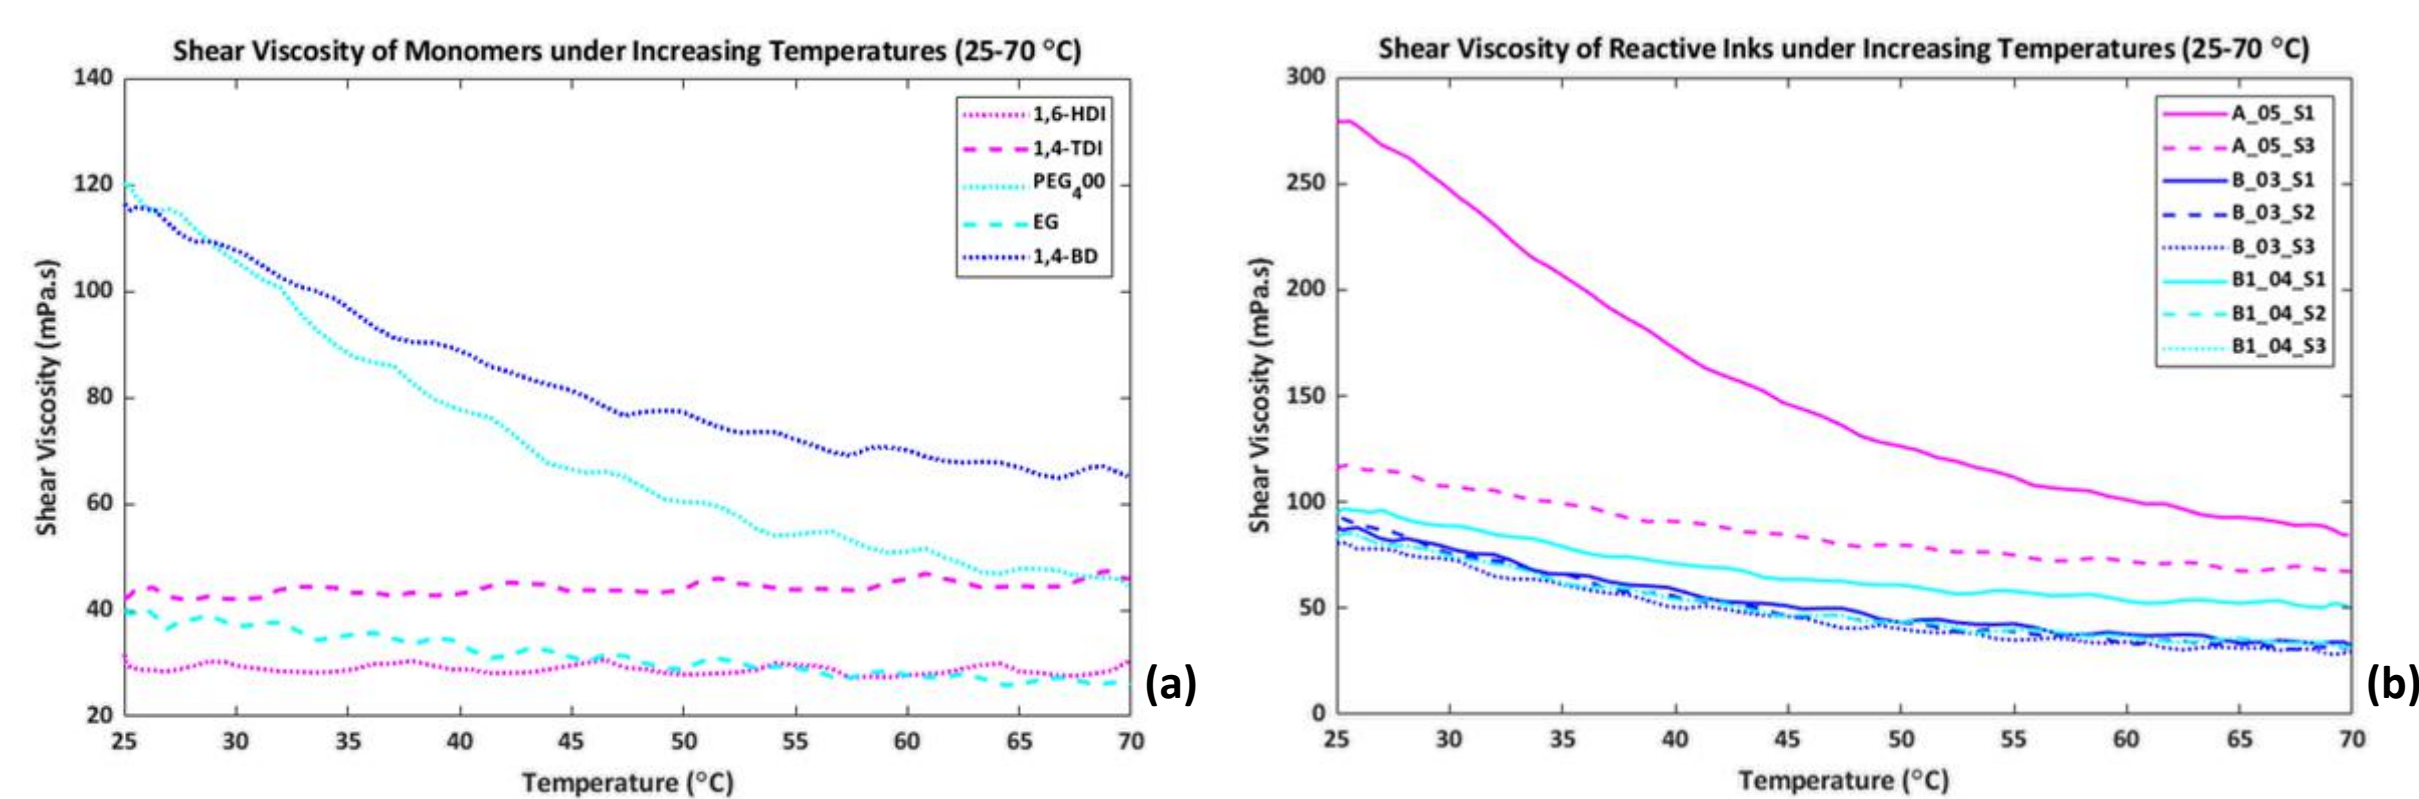 Shear Viscosity of Monomers under Increasing Temperatures (25-70 °C)
140
120
100
80
60
40
20
Shear Viscosity (mPa.s)
1,6-HDI
1,4-TDI
PEG400
EG
1,4-BD
25 30 35 40 45 50 55 60 65 70
Temperature (°C)
(a)
Shear Viscosity of Reactive Inks under Increasing Temperatures (25-70 °C)
300
250
200
150
100
50
0
Shear Viscosity (mPa.s)
A_05_S1
A_05_S3
B_03_S1
B_03_S2
B_03_S3
B1_04_S1
B1_04_S2
B1_04_S3
25 30 35 40 45 50 55 60 65 70
Temperature (°C)
(b)